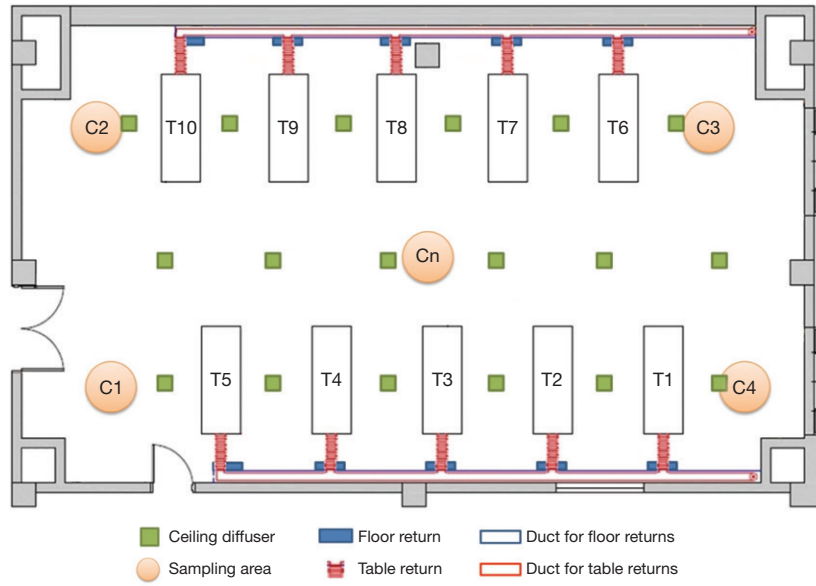 C2 T10 T9 T8 T7 T6 C3
Cn
C1 T5 T4 T3 T2 T1 C4
Ceiling diffuser Floor return Duct for floor returns
Sampling area Table return Duct for table returns